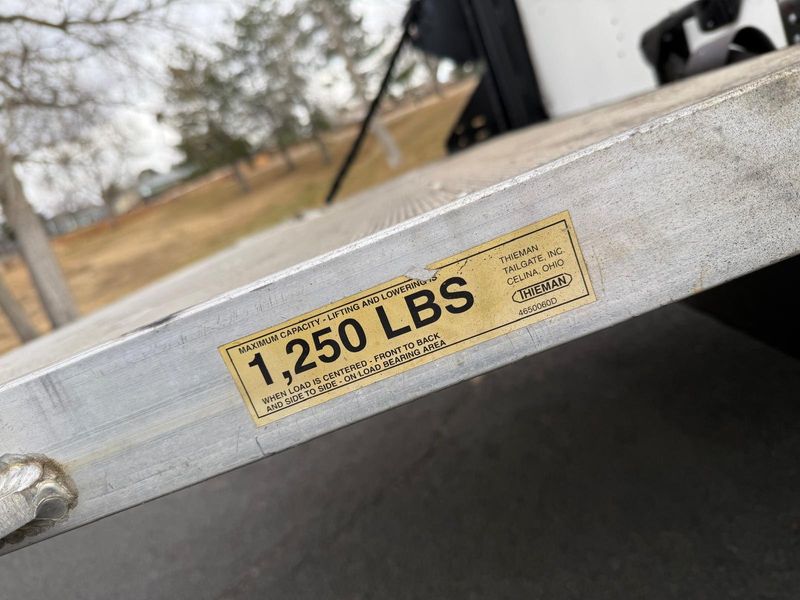 MAXIMUM CAPACITY - LIFTING AND LOWERING IS
1,250 LBS
WHEN LOAD IS CENTERED - FRONT TO BACK
AND SIDE TO SIDE - ON LOAD BEARING AREA
THIEMAN
TAILGATE, INC.
CELINA, OHIO
THIEMAN
4650060D